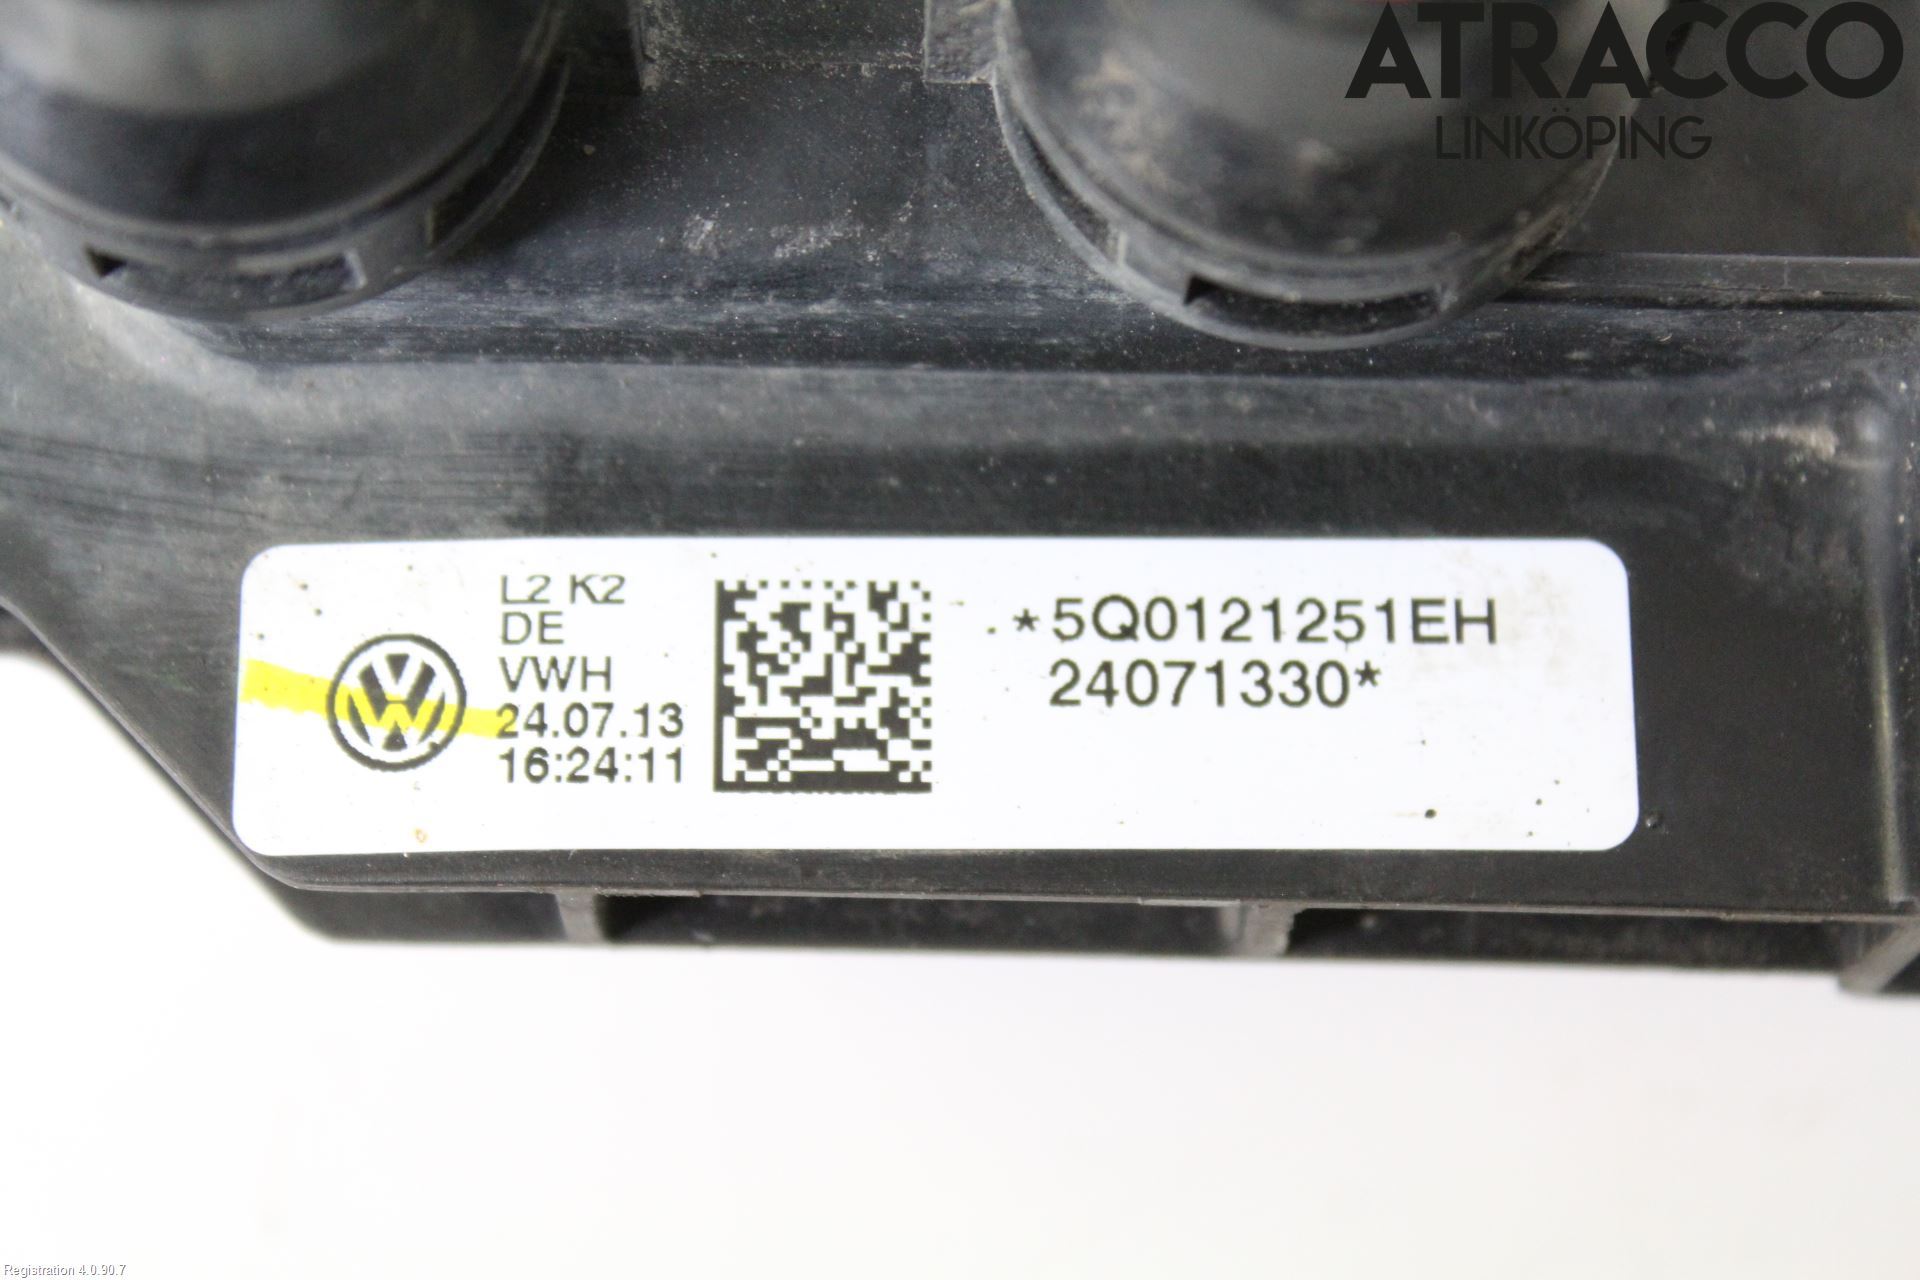 ATRACCO
LINKÖPING
L2 K2
DE
VWH
24.07.13
16:24:11
*5Q0121251EH
24071330*
Registration 4.0.90.7